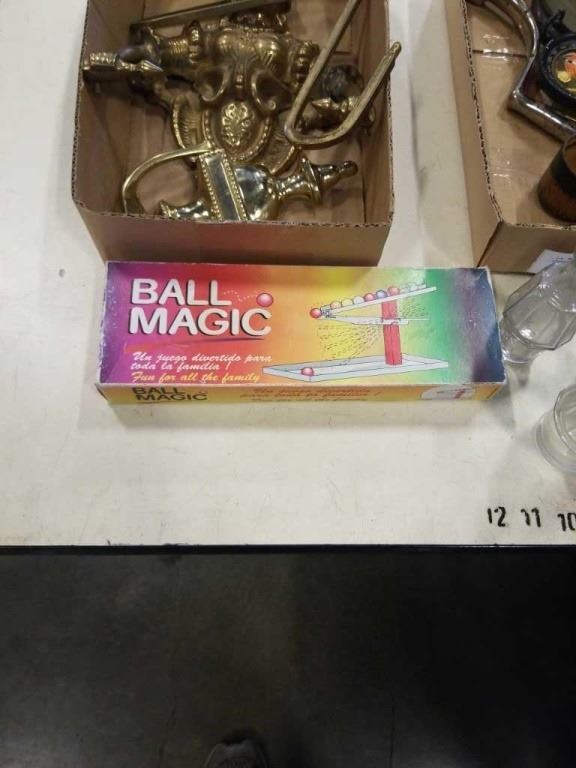 BALL
MAGIC
Un juego divertido para
toda la familia !
Fun for all the family
BALL
MAGIC
12 11 10